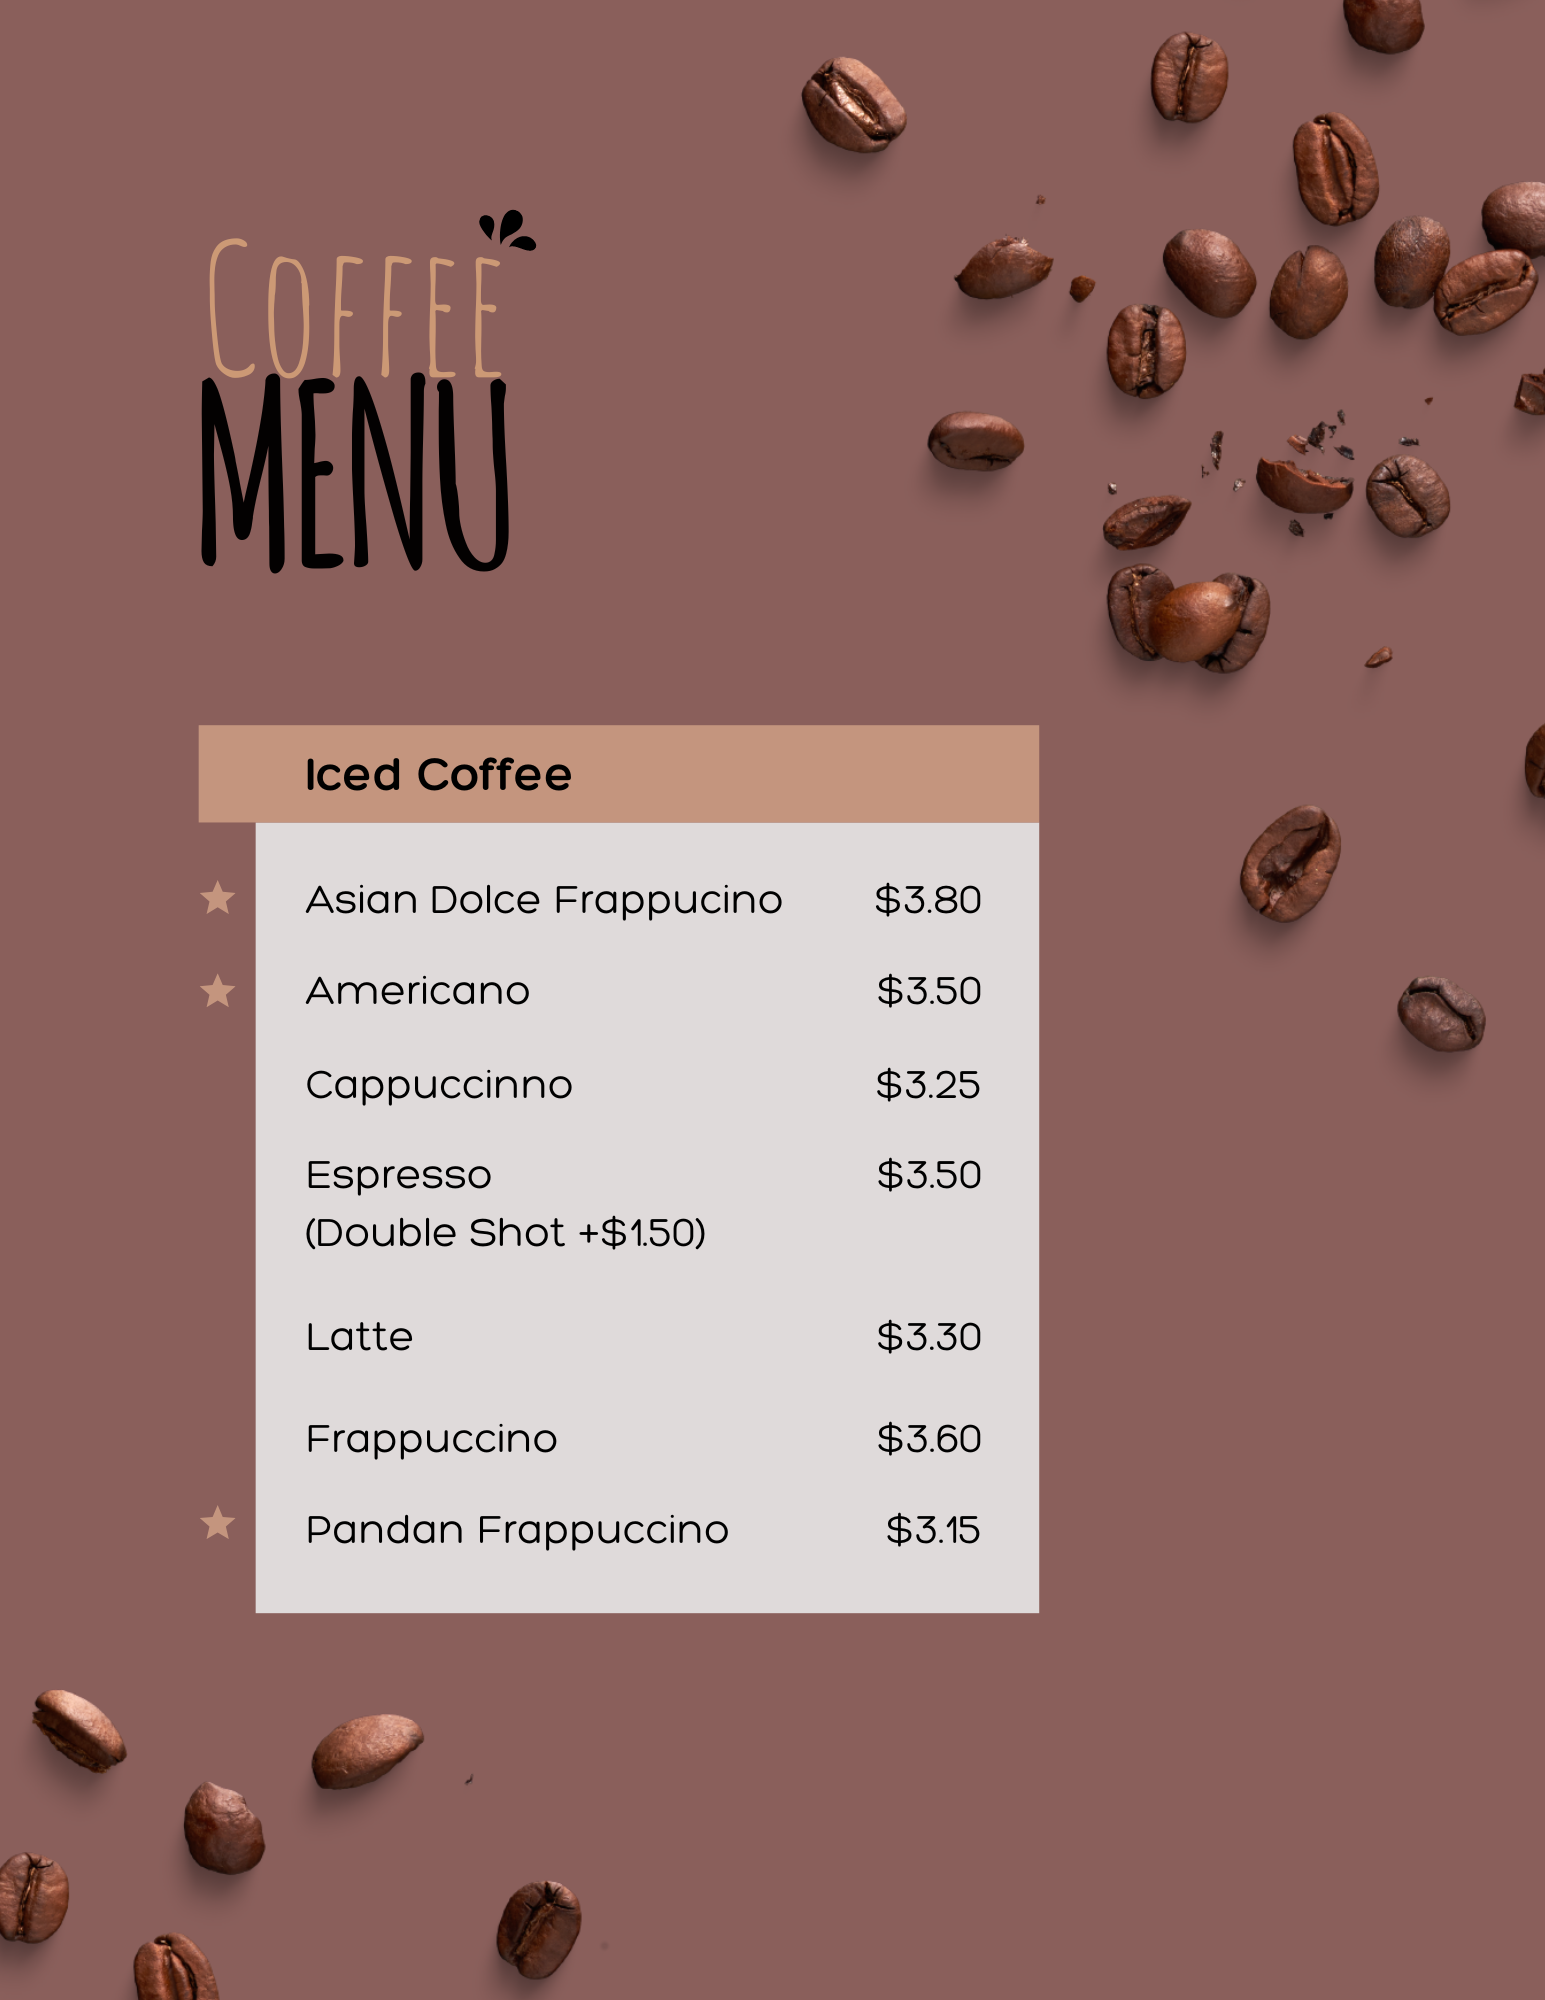 COFFEE
MENU
Iced Coffee
Asian Dolce Frappucino $3.80
Americano $3.50
Cappuccinno $3.25
Espresso $3.50
(Double Shot +$1.50)
Latte $3.30
Frappuccino $3.60
Pandan Frappuccino $3.15